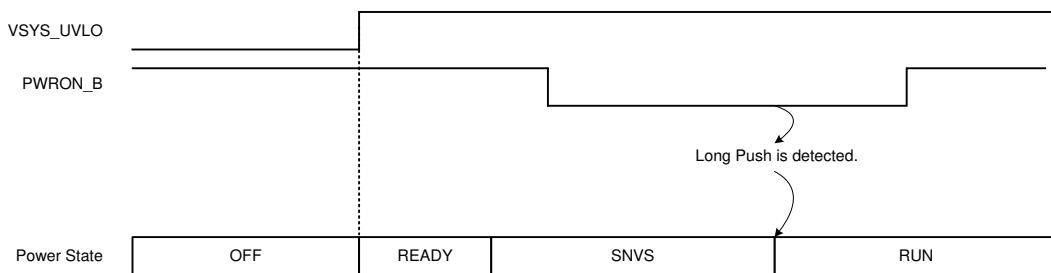 VSYS_UVLO
PWRON_B
Long Push is detected.
Power State OFF READY SNVS RUN